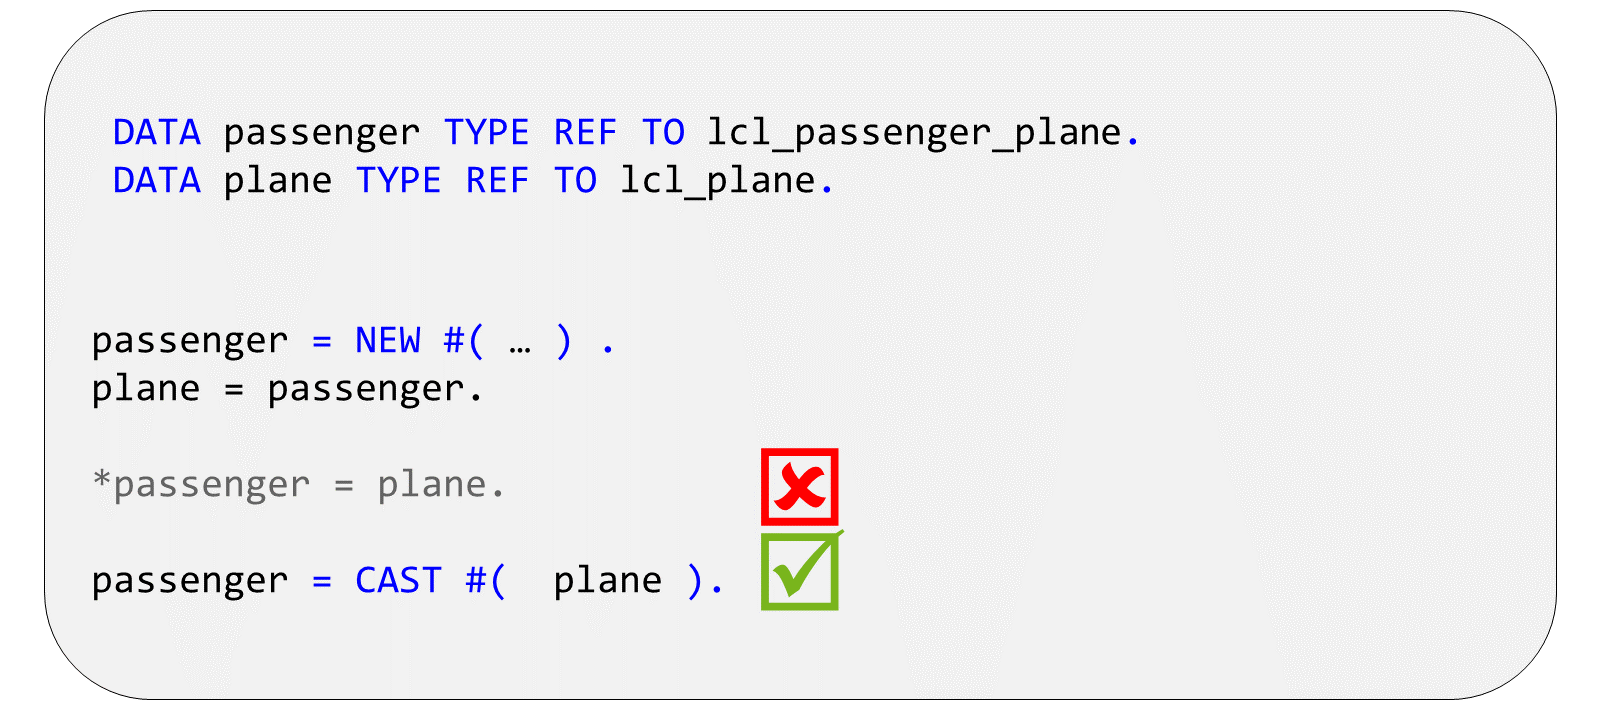 DATA passenger TYPE REF TO lcl_passenger_plane.
DATA plane TYPE REF TO lcl_plane.
passenger = NEW #( … ) .
plane = passenger.
*passenger = plane.
passenger = CAST #(  plane ).